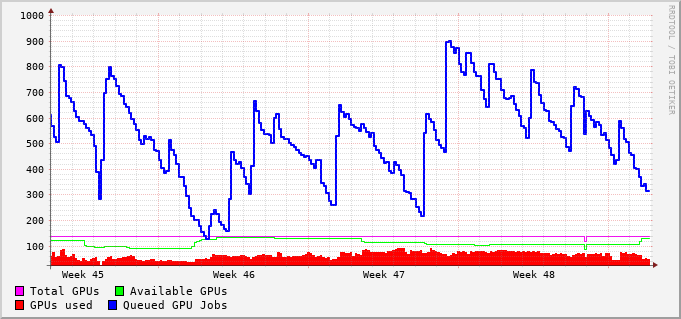 1000
900
800
700
600
500
400
300
200
100
Week 45 Week 46 Week 47 Week 48
Total GPUs Available GPUs
GPUs used Queued GPU Jobs
RRDTOOL / TOBI OETIKER